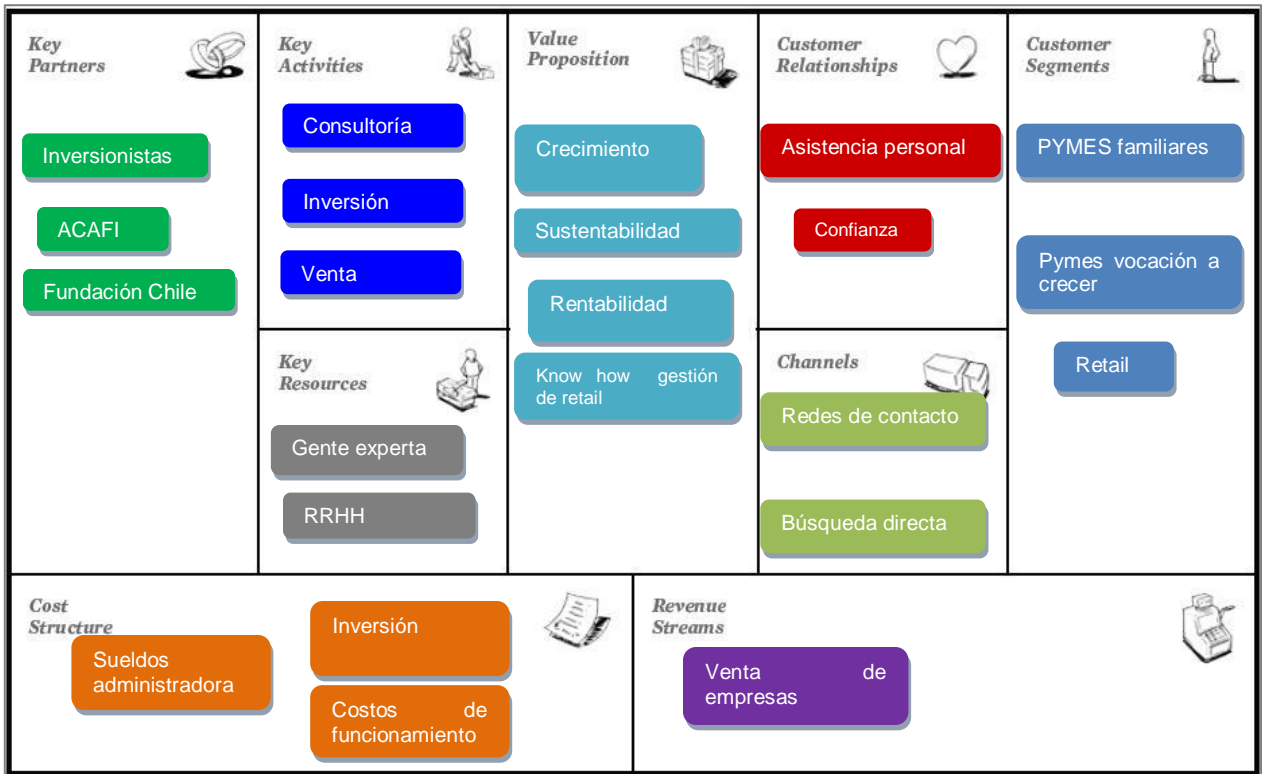 Key
Partners
Inversionistas
ACAFI
Fundación Chile
Key
Activities
Consultoría
Inversión
Venta
Key
Resources
Gente experta
RRHH
Value
Proposition
Crecimiento
Sustentabilidad
Rentabilidad
Know how gestión
de retail
Customer
Relationships
Asistencia personal
Confianza
Channels
Redes de contacto
Búsqueda directa
Customer
Segments
PYMES familiares
Pymes vocación a
crecer
Retail
Cost
Structure
Sueldos
administradora
Inversión
Costos de
funcionamiento
Revenue
Streams
Venta de
empresas